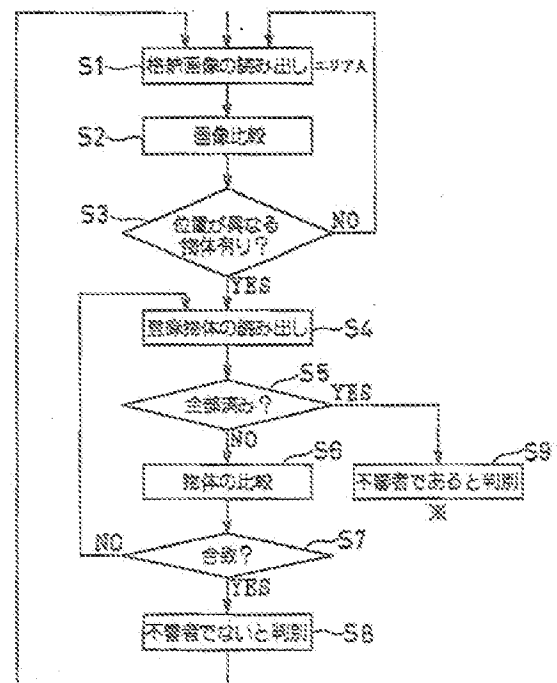 S1 格納画像の読み出し エリアA
S2 画像比較
S3 位置が異なる
物体有り？
NO
YES
登録物体の読み出し S4
S5
全部済み？
YES
NO
S6
物体の比較
S9
不審者であると判別
※
S7
合致？
NO
YES
不審者でないと判別 S8